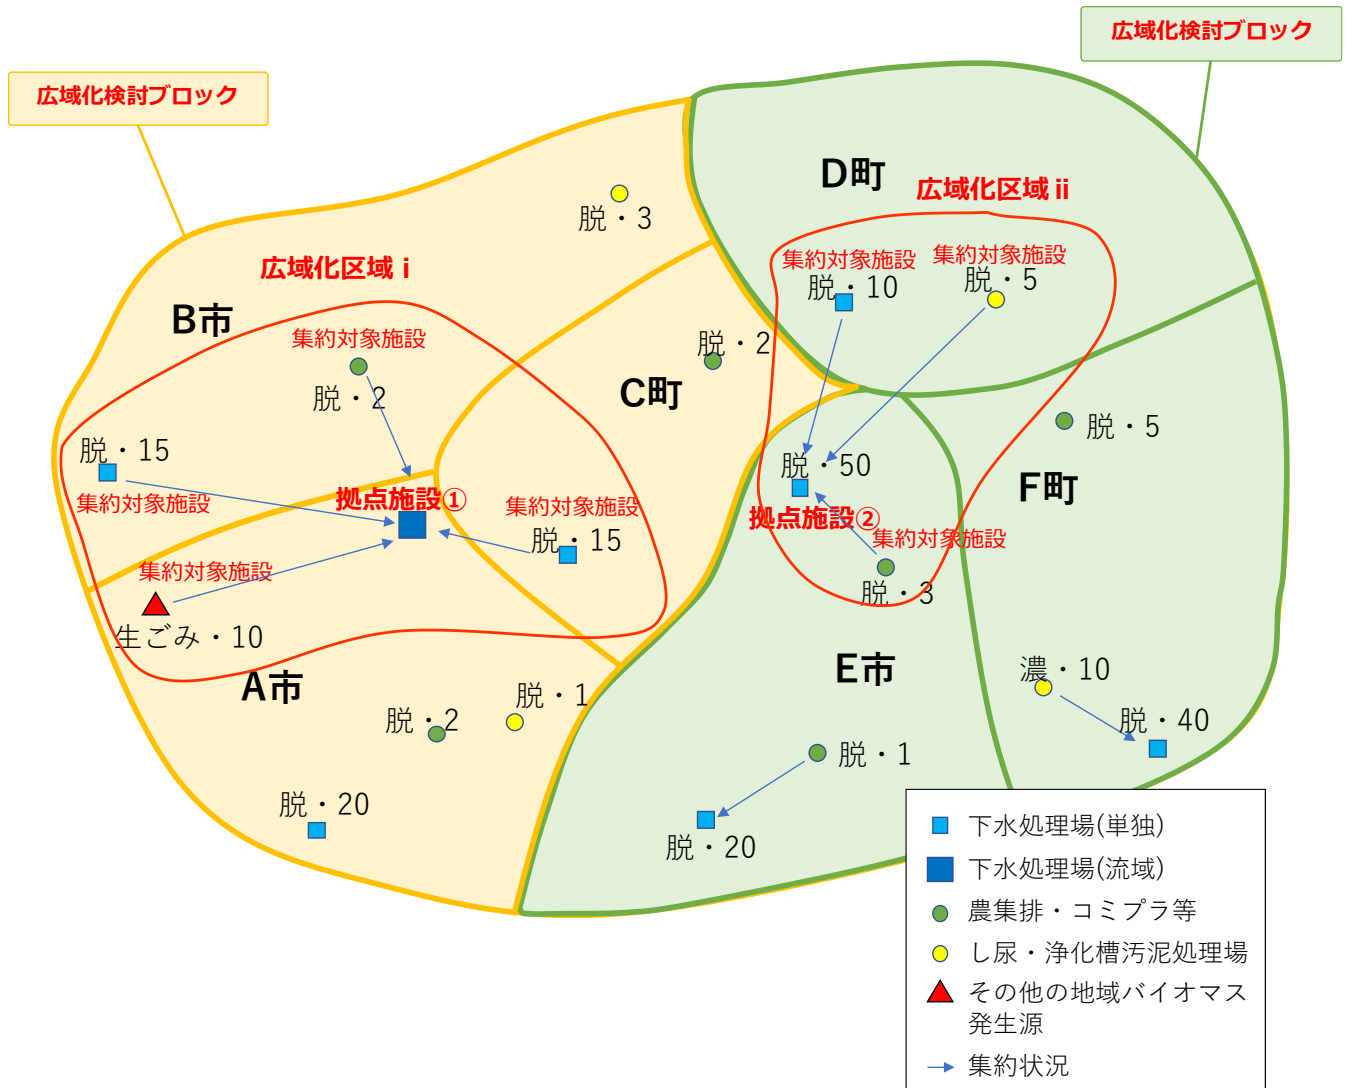 広域化検討ブロック
広域化検討ブロック
D町
広域化区域 ii
脱・3
集約対象施設
集約対象施設
広域化区域 i
脱・10
脱・5
B市
集約対象施設
脱・2
脱・2
C町
脱・5
脱・15
集約対象施設
拠点施設①
集約対象施設
脱・15
脱・50
拠点施設②
F町
集約対象施設
集約対象施設
生ごみ・10
脱・3
A市
E市
濃・10
脱・2
脱・1
脱・40
脱・1
脱・20
脱・20
下水処理場(単独)
下水処理場(流域)
農集排・コミプラ等
し尿・浄化槽汚泥処理場
その他の地域バイオマス
発生源
集約状況